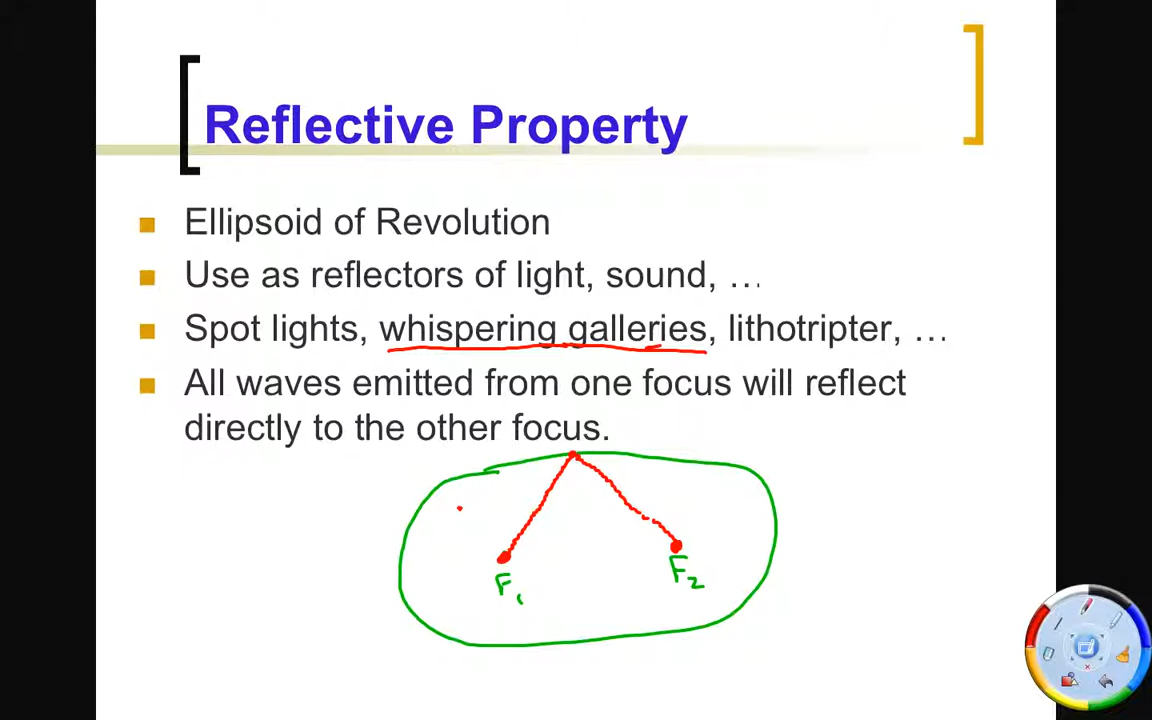 Reflective Property
Ellipsoid of Revolution
Use as reflectors of light, sound, …
Spot lights, whispering galleries, lithotripter, …
All waves emitted from one focus will reflect
directly to the other focus.
F₁
F₂